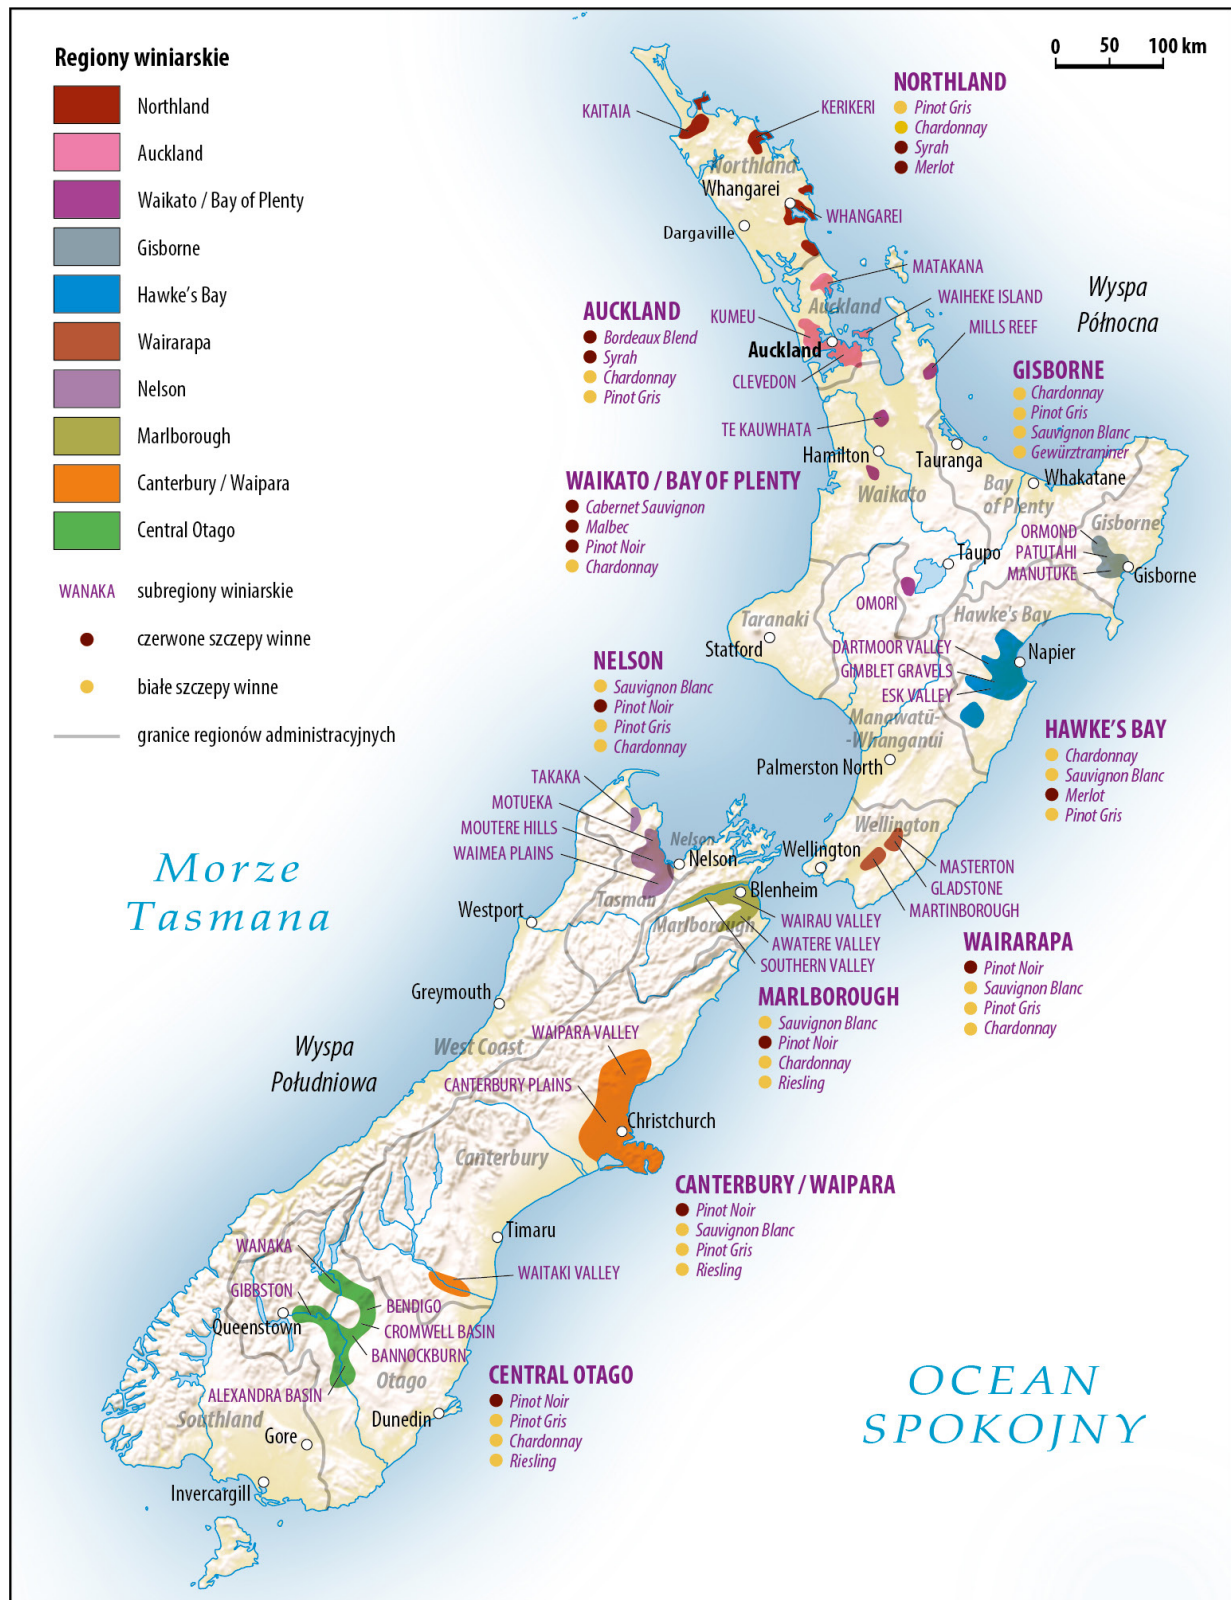 Regiony winiarskie
Northland
Auckland
Waikato / Bay of Plenty
Gisborne
Hawke's Bay
Wairarapa
Nelson
Marlborough
Canterbury / Waipara
Central Otago
WANAKA subregiony winiarskie
czerwone szczepy winne
białe szczepy winne
granice regionów administracyjnych
0 50 100 km
NORTHLAND
Pinot Gris
Chardonnay
Syrah
Merlot
KAITAIA
KERIKERI
Northland
Whangarei
WHANGAREI
Dargaville
MATAKANA
Auckland
WAIHEKE ISLAND
KUMEU
MILLS REEF
Auckland
CLEVEDON
Wyspa
Północna
AUCKLAND
Bordeaux Blend
Syrah
Chardonnay
Pinot Gris
GISBORNE
Chardonnay
Pinot Gris
Sauvignon Blanc
Gewürztraminer
TE KAUWHATA
Hamilton
Tauranga
Waikato
Bay
of Plenty
Whakatane
Gisborne
WAIKATO / BAY OF PLENTY
Cabernet Sauvignon
Malbec
Pinot Noir
Chardonnay
ORMOND
PATUTAHI
MANUTUKE
Gisborne
Taupo
OMORI
Hawke's Bay
Taranaki
Statford
DARTMOOR VALLEY
GIMBLET GRAVELS
ESK VALLEY
Napier
Manawatū-
-Whanganui
Palmerston North
NELSON
Sauvignon Blanc
Pinot Noir
Pinot Gris
Chardonnay
HAWKE'S BAY
Chardonnay
Sauvignon Blanc
Merlot
Pinot Gris
TAKAKA
MOTUEKA
MOUTERE HILLS
WAIMEA PLAINS
Nelson
Nelson
Tasman
Wellington
Wellington
MASTERTON
GLADSTONE
MARTINBOROUGH
Morze
Tasmana
Westport
Blenheim
Marlborough
WAIRAU VALLEY
AWATERE VALLEY
SOUTHERN VALLEY
WAIRARAPA
Pinot Noir
Sauvignon Blanc
Pinot Gris
Chardonnay
MARLBOROUGH
Sauvignon Blanc
Pinot Noir
Chardonnay
Riesling
Greymouth
West Coast
Wyspa
Południowa
WAIPARA VALLEY
CANTERBURY PLAINS
Christchurch
Canterbury
CANTERBURY / WAIPARA
Pinot Noir
Sauvignon Blanc
Pinot Gris
Riesling
Timaru
WANAKA
WAITAKI VALLEY
GIBBSTON
Queenstown
BENDIGO
CROMWELL BASIN
BANNOCKBURN
Otago
ALEXANDRA BASIN
Southland
Dunedin
Gore
Invercargill
CENTRAL OTAGO
Pinot Noir
Pinot Gris
Chardonnay
Riesling
OCEAN
SPOKOJNY